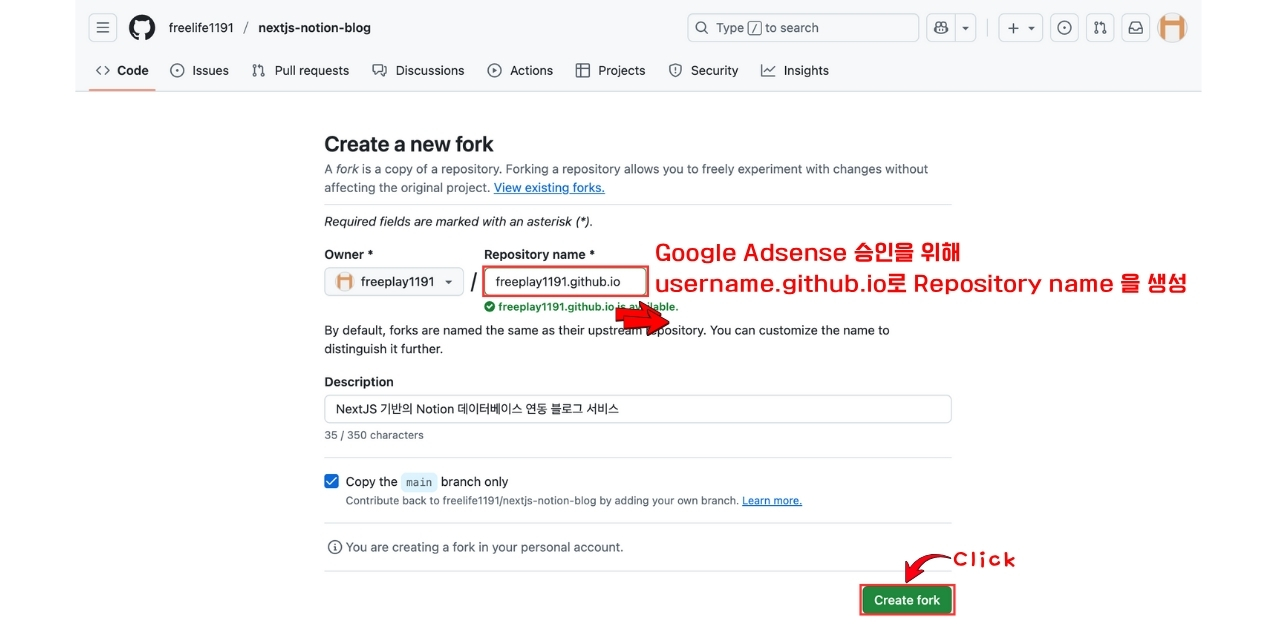 freelife1191 / nextjs-notion-blog
Type / to search
Code Issues Pull requests Discussions Actions Projects Security Insights
Create a new fork
A fork is a copy of a repository. Forking a repository allows you to freely experiment with changes without
affecting the original project. View existing forks.
Required fields are marked with an asterisk (*).
Owner * Repository name *
Google Adsense 승인을 위해
freeplay1191 / freeplay1191.github.io
username.github.io로 Repository name 을 생성
freeplay1191.github.io is available.
By default, forks are named the same as their upstream repository. You can customize the name to
distinguish it further.
Description
NextJS 기반의 Notion 데이터베이스 연동 블로그 서비스
35 / 350 characters
Copy the main branch only
Contribute back to freelife1191/nextjs-notion-blog by adding your own branch. Learn more.
You are creating a fork in your personal account.
Click
Create fork